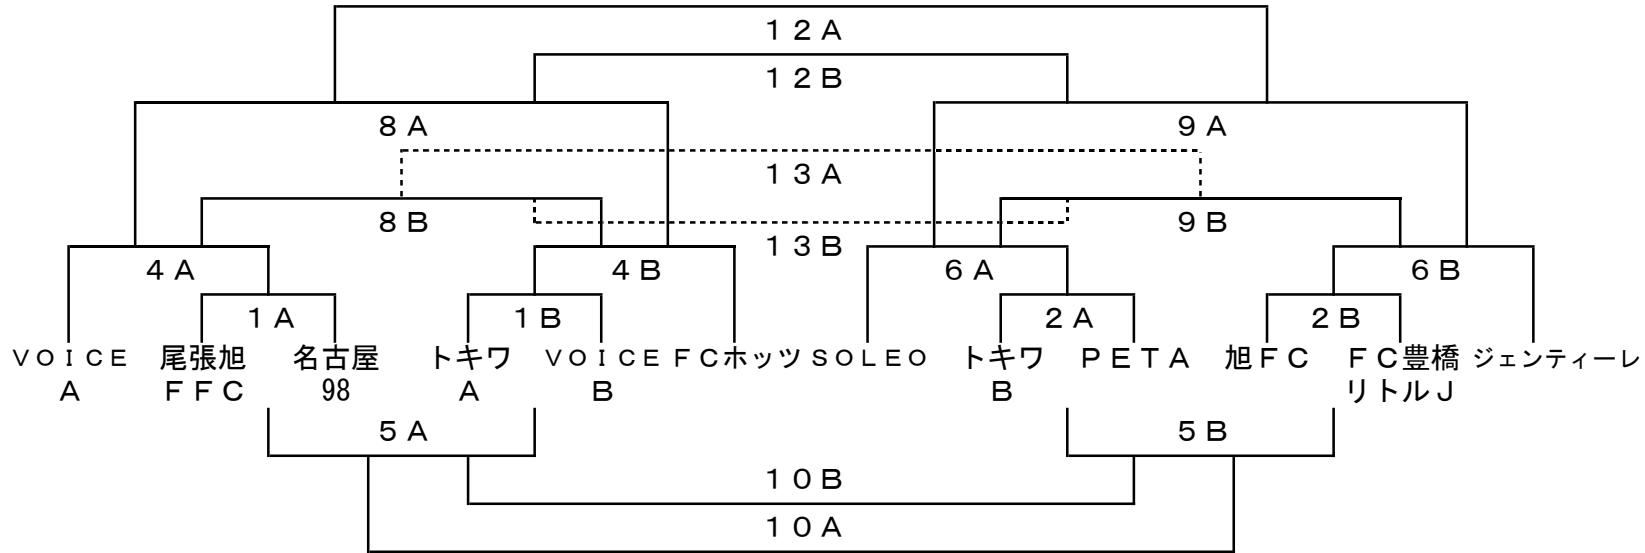 １２Ａ
１２Ｂ
８Ａ
９Ａ
１３Ａ
８Ｂ
９Ｂ
１３Ｂ
４Ａ
４Ｂ
６Ａ
６Ｂ
１Ａ
１Ｂ
２Ａ
２Ｂ
ＶＯＩＣＥ
Ａ
尾張旭
ＦＦＣ
名古屋
98
トキワ
Ａ
ＶＯＩＣＥ
Ｂ
ＦＣホッツ
ＳＯＬＥＯ
トキワ
Ｂ
ＰＥＴＡ
旭ＦＣ
ＦＣ豊橋
リトルＪ
ジェンティーレ
５Ａ
５Ｂ
１０Ｂ
１０Ａ